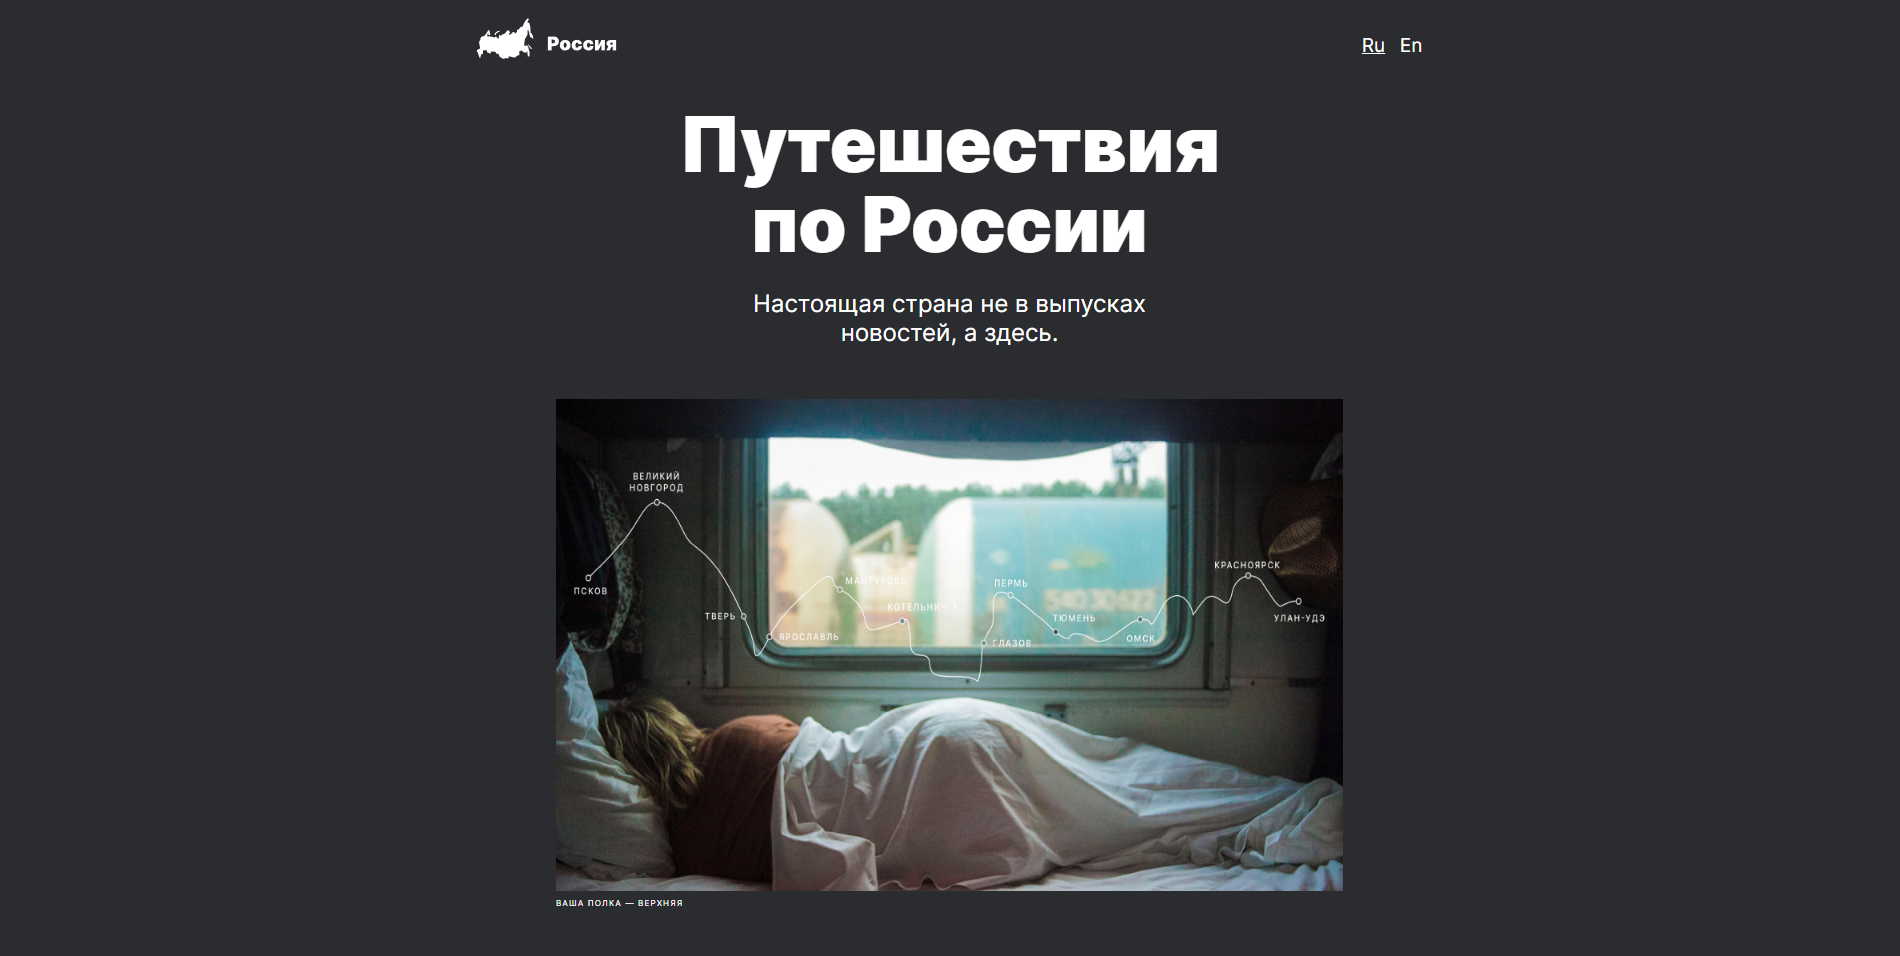 Россия
Ru En
Путешествия
по России
Настоящая страна не в выпусках
новостей, а здесь.
ВЕЛИКИЙ
НОВГОРОД
ПСКОВ
ТВЕРЬ
ЯРОСЛАВЛЬ
МАНТУРОВО
КОТЕЛЬНИЧ
ПЕРМЬ
ГЛАЗОВ
ТЮМЕНЬ
ОМСК
КРАСНОЯРСК
УЛАН-УДЭ
ВАША ПОЛКА — ВЕРХНЯЯ